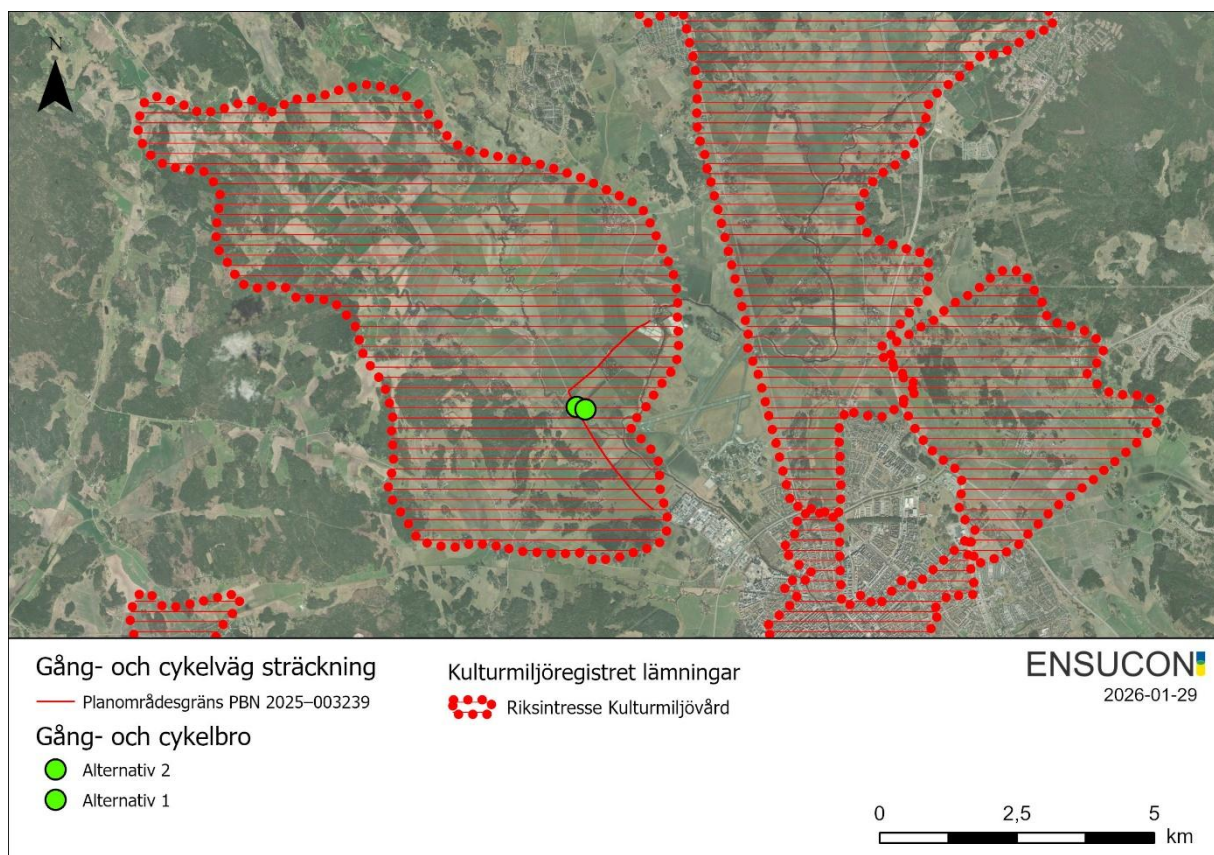 N
Gång- och cykelväg sträckning
Planområdesgräns PBN 2025–003239
Gång- och cykelbro
Alternativ 2
Alternativ 1
Kulturmiljöregistret lämningar
Riksintresse Kulturmiljövård
ENSUCON
2026-01-29
0 2,5 5
km